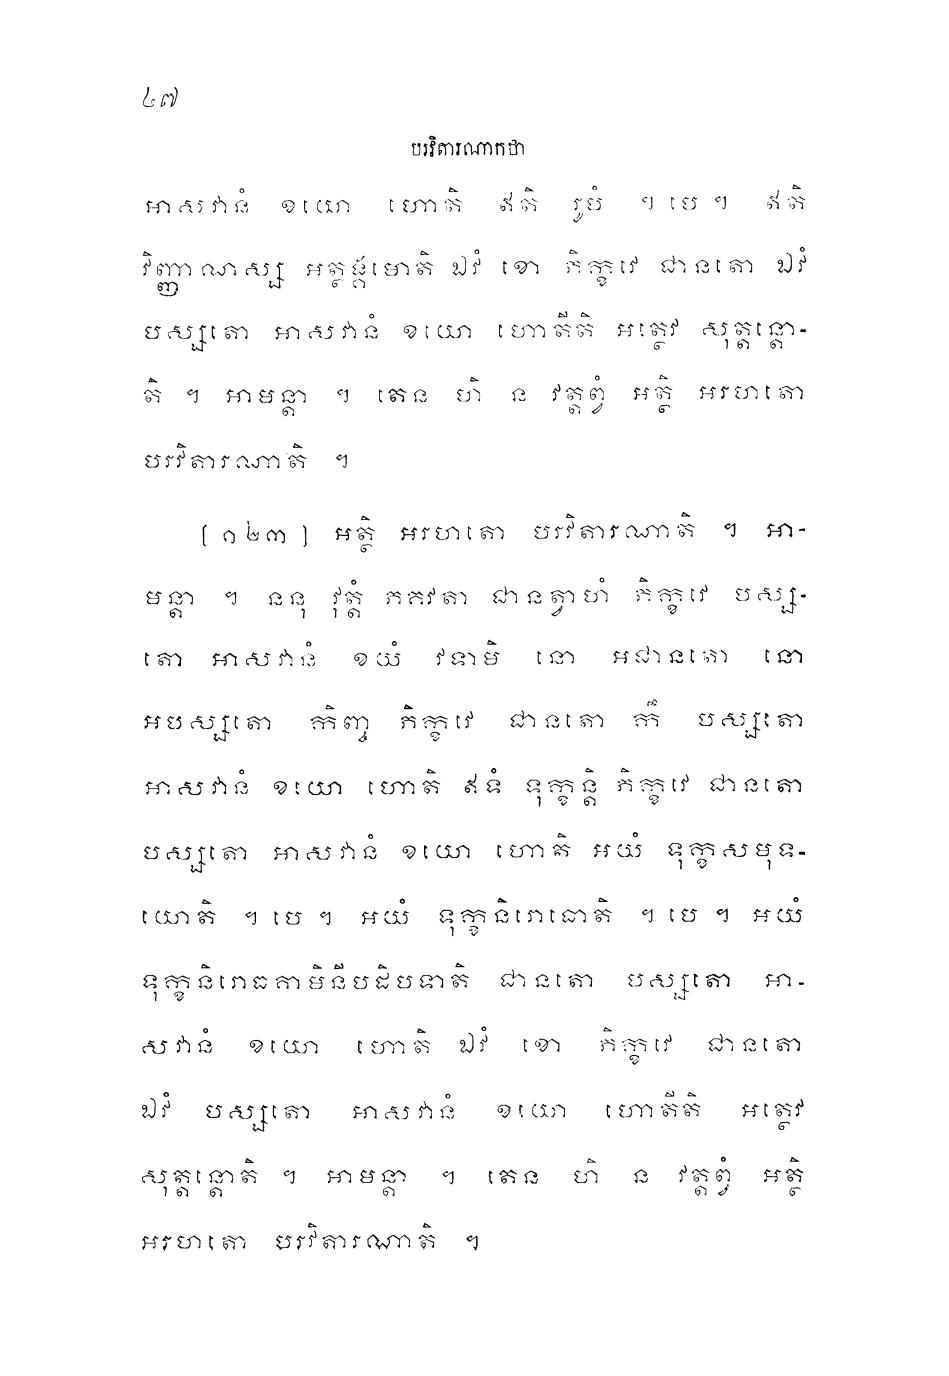 ៤៧
បរវិតារណាកថា
អាសវានំ ខយោ ហោតិ ឥតិ រូបំ ។ បេ ។ ឥតិ
វិញ្ញាណស្ស អត្ថង្គមោតិ ឯវំ ខោ ភិក្ខវេ ជានតោ ឯវំ
បស្សតោ អាសវានំ ខយោ ហោតីតិ អត្ថេវ សុត្តន្តោ-
តិ ។ អាមន្តា ។ តេន ហិ ន វត្តព្វំ អត្ថិ អរហតោ
បរវិតារណាតិ ។
[១២៣] អត្ថិ អរហតោ បរវិតារណាតិ ។ អា-
មន្តា ។ ននុ វុត្តំ ភគវតា ជានត្វាហំ ភិក្ខវេ បស្ស-
តោ អាសវានំ ខយំ វទាមិ នោ អជានតោ នោ
អបស្សតោ កិញ្ច ភិក្ខវេ ជានតោ កឹ បស្សតោ
អាសវានំ ខយោ ហោតិ ឥទំ ទុក្ខន្តិ ភិក្ខវេ ជានតោ
បស្សតោ អាសវានំ ខយោ ហោតិ អយំ ទុក្ខសមុទ-
យោតិ ។ បេ ។ អយំ ទុក្ខនិរោធោតិ ។ បេ ។ អយំ
ទុក្ខនិរោធគាមិនីបដិបទាតិ ជានតោ បស្សតោ អា-
សវានំ ខយោ ហោតិ ឯវំ ខោ ភិក្ខវេ ជានតោ
ឯវំ បស្សតោ អាសវានំ ខយោ ហោតីតិ អត្ថេវ
សុត្តន្តោតិ ។ អាមន្តា ។ តេន ហិ ន វត្តព្វំ អត្ថិ
អរហតោ បរវិតារណាតិ ។